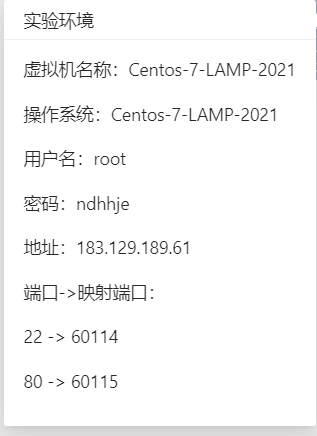 实验环境
虚拟机名称：Centos-7-LAMP-2021
操作系统：Centos-7-LAMP-2021
用户名：root
密码：ndhhje
地址：183.129.189.61
端口->映射端口：
22 -> 60114
80 -> 60115